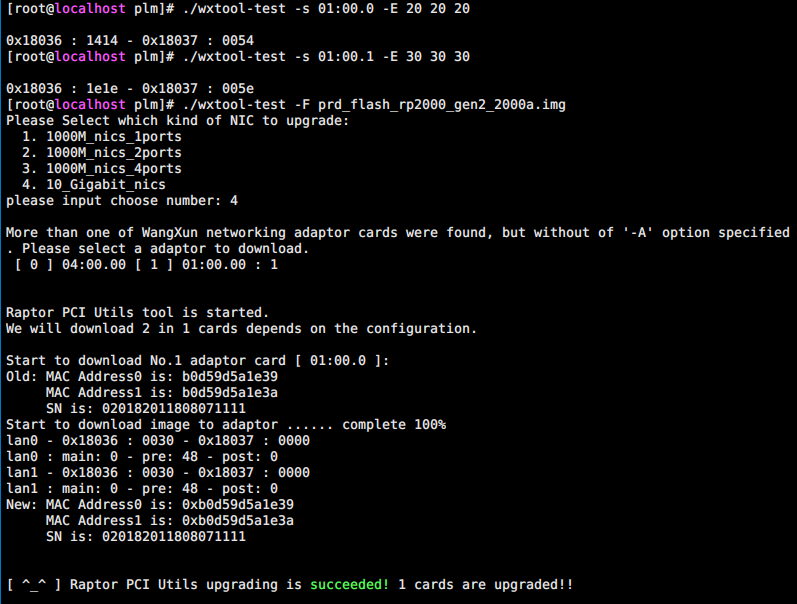 [root@localhost plm]# ./wxtool-test -s 01:00.0 -E 20 20 20
0x18036 : 1414 - 0x18037 : 0054
[root@localhost plm]# ./wxtool-test -s 01:00.1 -E 30 30 30
0x18036 : 1e1e - 0x18037 : 005e
[root@localhost plm]# ./wxtool-test -F prd_flash_rp2000_gen2_2000a.img
Please Select which kind of NIC to upgrade:
  1. 1000M_nics_1ports
  2. 1000M_nics_2ports
  3. 1000M_nics_4ports
  4. 10_Gigabit_nics
please input choose number: 4
More than one of WangXun networking adaptor cards were found, but without of '-A' option specified
. Please select a adaptor to download.
 [ 0 ] 04:00.00 [ 1 ] 01:00.00 : 1
Raptor PCI Utils tool is started.
We will download 2 in 1 cards depends on the configuration.
Start to download No.1 adaptor card [ 01:00.0 ]:
Old: MAC Address0 is: b0d59d5a1e39
     MAC Address1 is: b0d59d5a1e3a
     SN is: 020182011808071111
Start to download image to adaptor ...... complete 100%
lan0 - 0x18036 : 0030 - 0x18037 : 0000
lan0 : main: 0 - pre: 48 - post: 0
lan1 - 0x18036 : 0030 - 0x18037 : 0000
lan1 : main: 0 - pre: 48 - post: 0
New: MAC Address0 is: 0xb0d59d5a1e39
     MAC Address1 is: 0xb0d59d5a1e3a
     SN is: 020182011808071111
[ ^_^ ] Raptor PCI Utils upgrading is succeeded! 1 cards are upgraded!!